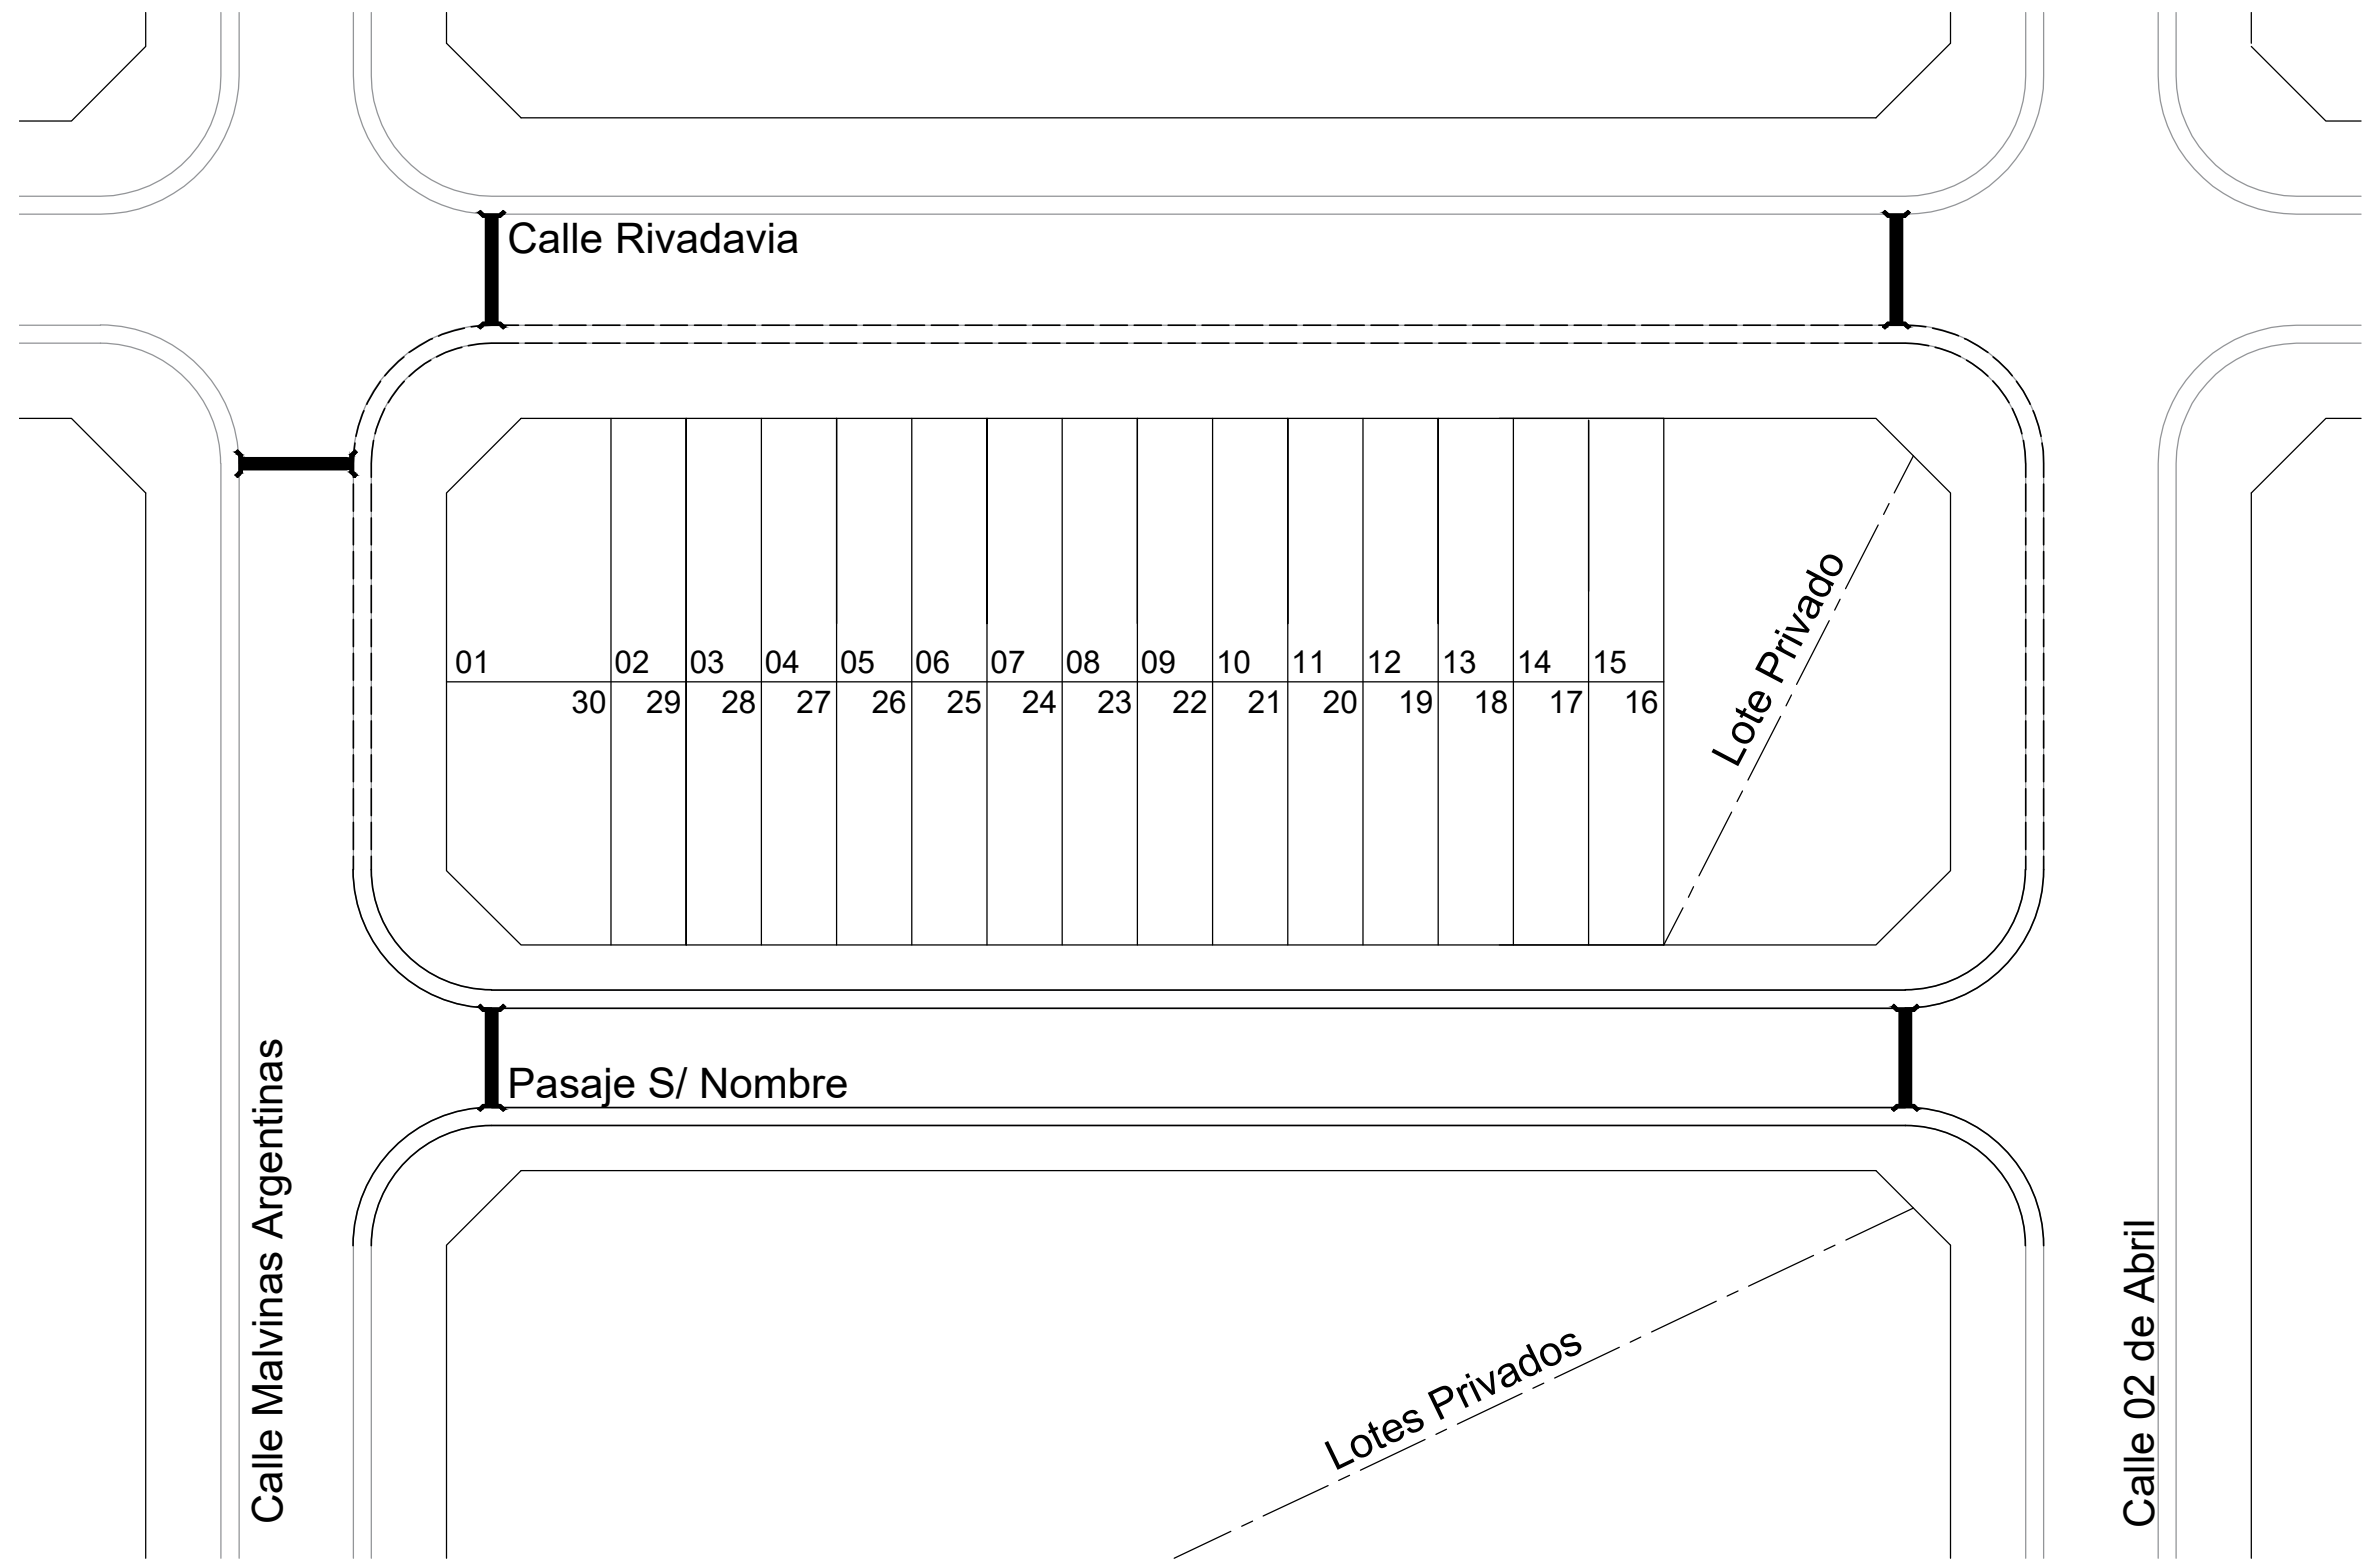 Calle Rivadavia
01 02 03 04 05 06 07 08 09 10 11 12 13 14 15
30 29 28 27 26 25 24 23 22 21 20 19 18 17 16
Lote Privado
Pasaje S/ Nombre
Calle Malvinas Argentinas
Lotes Privados
Calle 02 de Abril